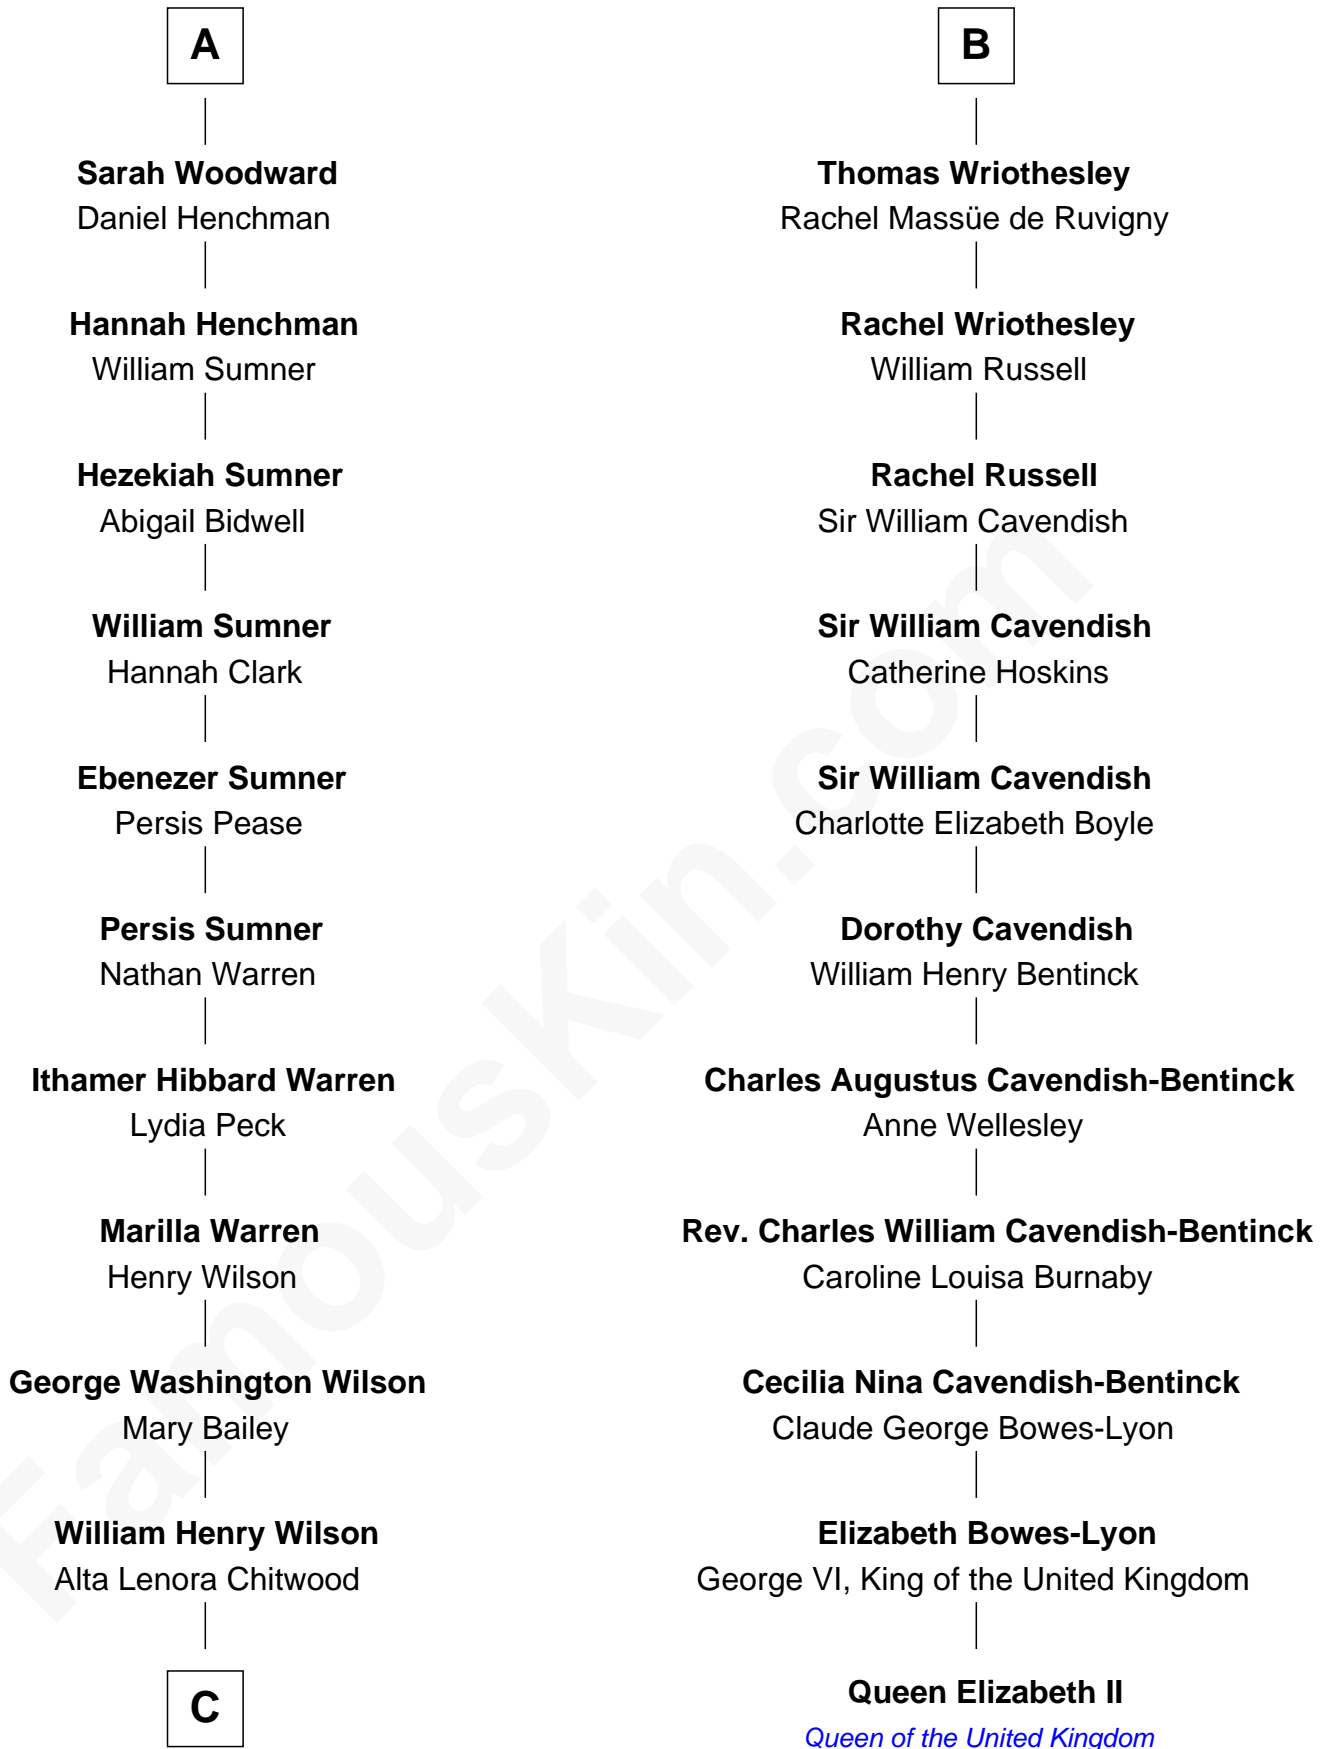 A
Sarah Woodward
Daniel Henchman
Hannah Henchman
William Sumner
Hezekiah Sumner
Abigail Bidwell
William Sumner
Hannah Clark
Ebenezer Sumner
Persis Pease
Persis Sumner
Nathan Warren
Ithamer Hibbard Warren
Lydia Peck
Marilla Warren
Henry Wilson
George Washington Wilson
Mary Bailey
William Henry Wilson
Alta Lenora Chitwood
C
B
Thomas Wriothesley
Rachel Massüe de Ruvigny
Rachel Wriothesley
William Russell
Rachel Russell
Sir William Cavendish
Sir William Cavendish
Catherine Hoskins
Sir William Cavendish
Charlotte Elizabeth Boyle
Dorothy Cavendish
William Henry Bentinck
Charles Augustus Cavendish-Bentinck
Anne Wellesley
Rev. Charles William Cavendish-Bentinck
Caroline Louisa Burnaby
Cecilia Nina Cavendish-Bentinck
Claude George Bowes-Lyon
Elizabeth Bowes-Lyon
George VI, King of the United Kingdom
Queen Elizabeth II
Queen of the United Kingdom
FamousKin.com